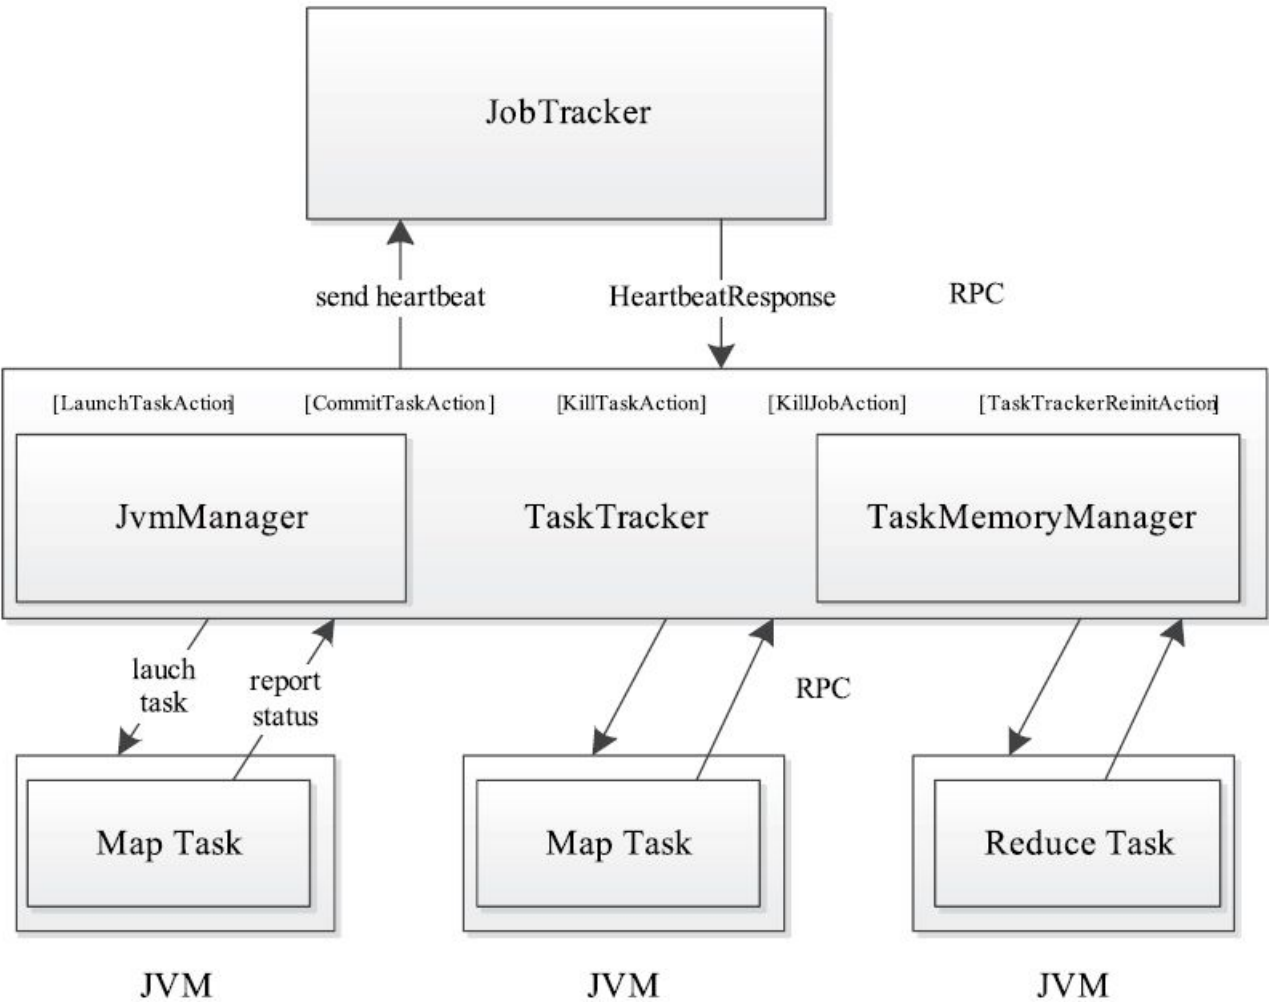 JobTracker
send heartbeat
HeartbeatResponse
RPC
[LaunchTaskAction]
[CommitTaskAction]
[KillTaskAction]
[KillJobAction]
[TaskTrackerReinitAction]
JvmManager
TaskTracker
TaskMemoryManager
lauch
task
report
status
RPC
Map Task
Map Task
Reduce Task
JVM
JVM
JVM